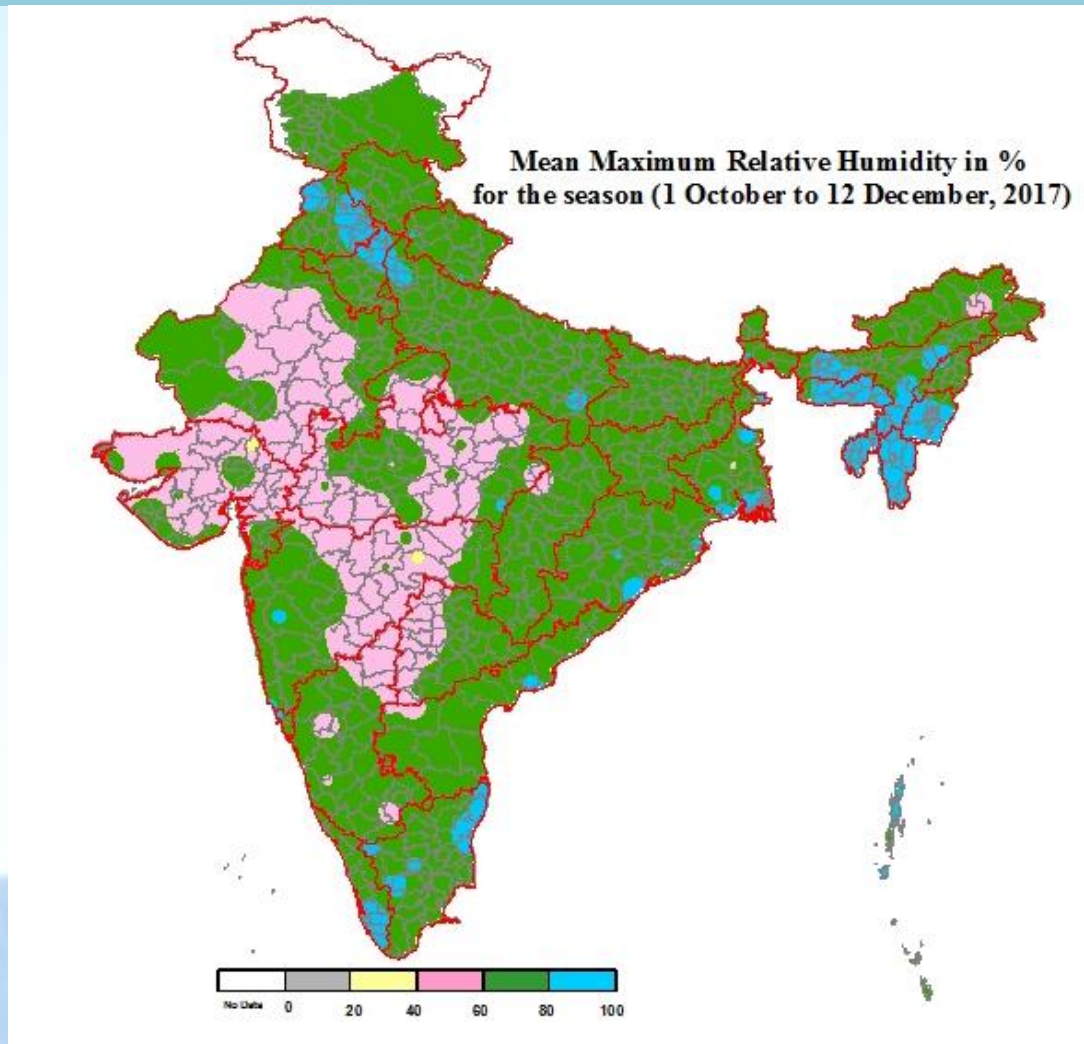 Mean Maximum Relative Humidity in %
for the season (1 October to 12 December, 2017)
No Data 0 20 40 60 80 100